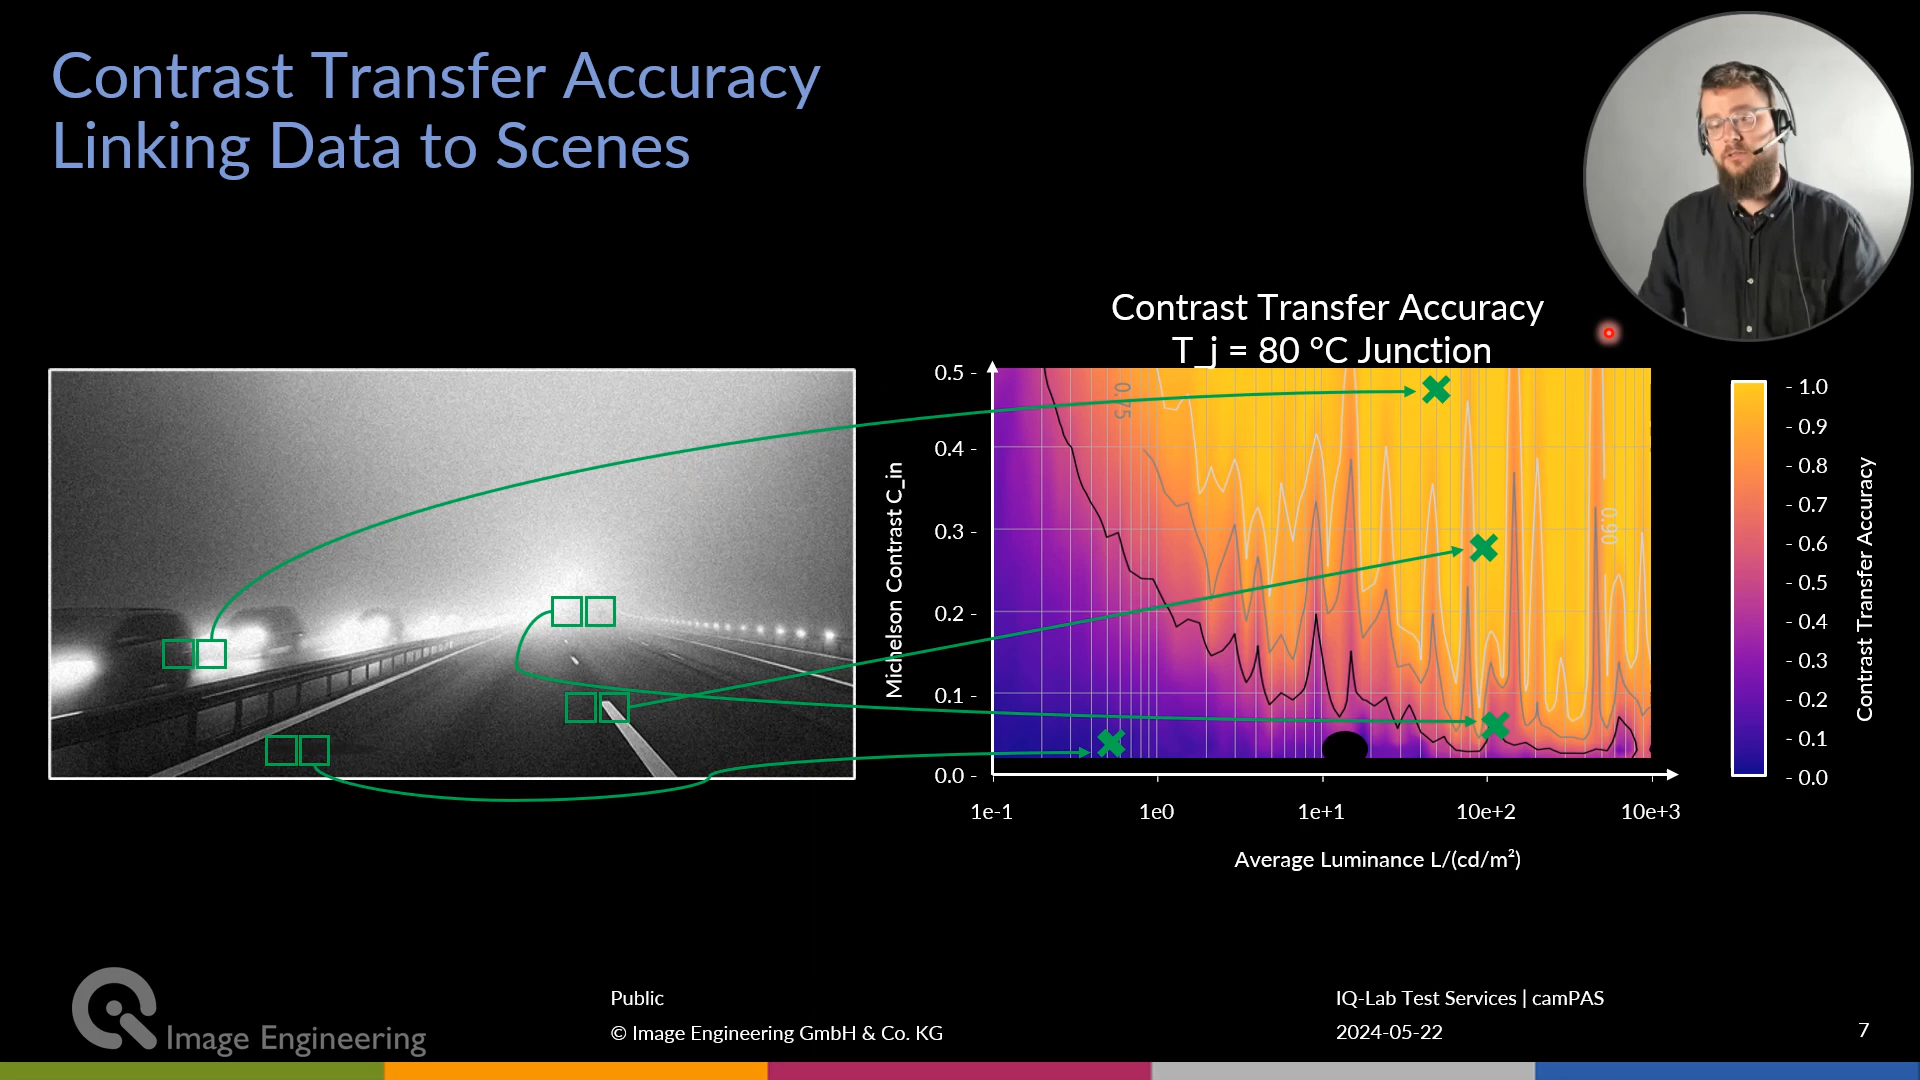 Contrast Transfer Accuracy
Linking Data to Scenes
Contrast Transfer Accuracy
T_j = 80 °C Junction
0.5 -
0.4 -
0.3 -
0.2 -
0.1 -
0.0 -
Michelson Contrast C_in
0.75
0.90
1e-1
1e0
1e+1
10e+2
10e+3
Average Luminance L/(cd/m²)
- 1.0
- 0.9
- 0.8
- 0.7
- 0.6
- 0.5
- 0.4
- 0.3
- 0.2
- 0.1
- 0.0
Contrast Transfer Accuracy
Image Engineering
Public
© Image Engineering GmbH & Co. KG
IQ-Lab Test Services | camPAS
2024-05-22
7